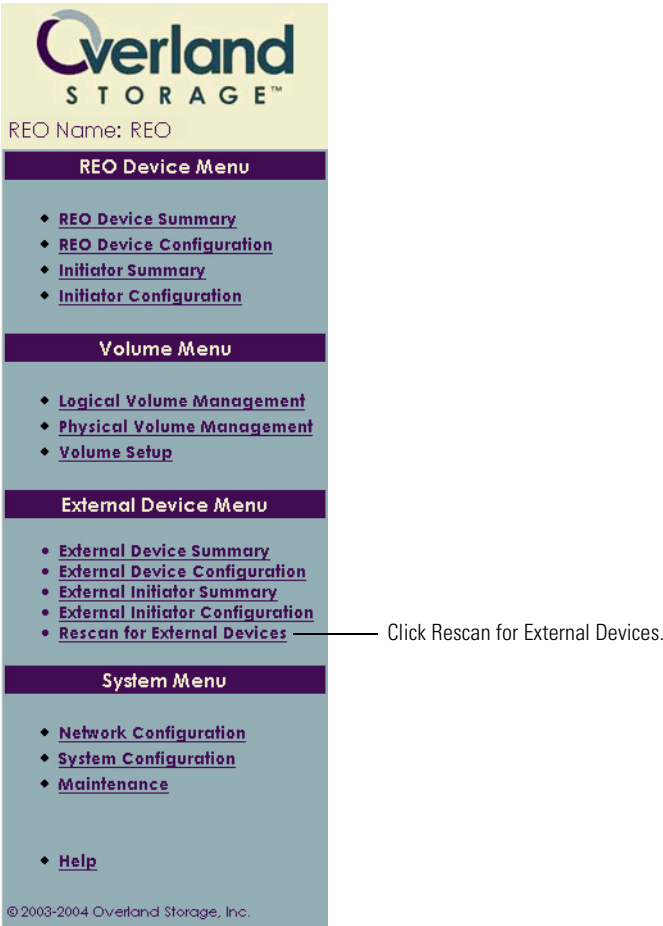 Overland
STORAGE™
REO Name: REO
REO Device Menu
REO Device Summary
REO Device Configuration
Initiator Summary
Initiator Configuration
Volume Menu
Logical Volume Management
Physical Volume Management
Volume Setup
External Device Menu
External Device Summary
External Device Configuration
External Initiator Summary
External Initiator Configuration
Rescan for External Devices
Click Rescan for External Devices.
System Menu
Network Configuration
System Configuration
Maintenance
Help
© 2003-2004 Overland Storage, Inc.